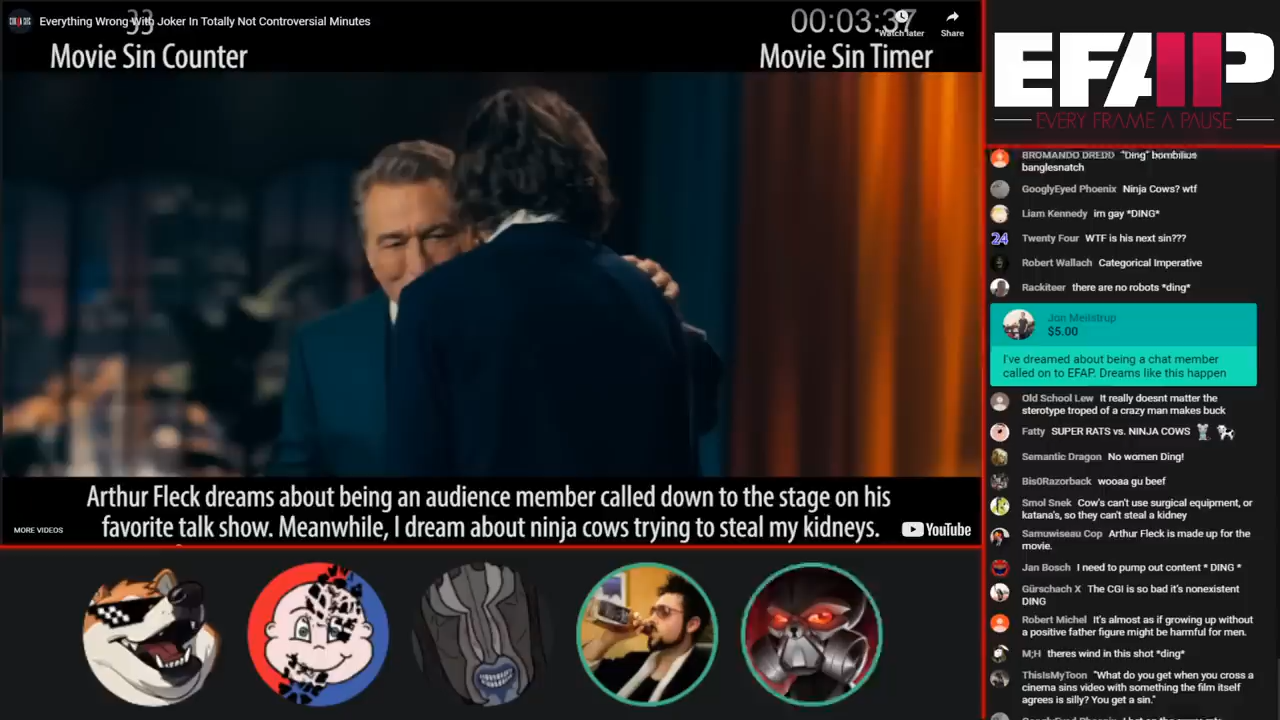 Everything Wrong With Joker In Totally Not Controversial Minutes
33
Movie Sin Counter
00:03:37
Watch later
Share
Movie Sin Timer
Arthur Fleck dreams about being an audience member called down to the stage on his
favorite talk show. Meanwhile, I dream about ninja cows trying to steal my kidneys.
MORE VIDEOS
YouTube
EFAP
EVERY FRAME A PAUSE
BROMANDO DREDD "Ding" bombilius
banglesnatch
GooglyEyed Phoenix Ninja Cows? wtf
Liam Kennedy im gay *DING*
24 Twenty Four WTF is his next sin???
Robert Wallach Categorical Imperative
Rackiteer there are no robots *ding*
Jon Meilstrup
$5.00
I've dreamed about being a chat member
called on to EFAP. Dreams like this happen
Old School Lew It really doesnt matter the
sterotype troped of a crazy man makes buck
Fatty SUPER RATS vs. NINJA COWS
Semantic Dragon No women Ding!
Bis0Razorback wooaa gu beef
Smol Snek Cow's can't use surgical equipment, or
katana's, so they can't steal a kidney
Samuwiseau Cop Arthur Fleck is made up for the
movie.
Jan Bosch I need to pump out content * DING *
Gürschach X The CGI is so bad it's nonexistent
DING
Robert Michel It's almost as if growing up without
a positive father figure might be harmful for men.
M;H theres wind in this shot *ding*
ThisIsMyToon "What do you get when you cross a
cinema sins video with something the film itself
agrees is silly? You get a sin."